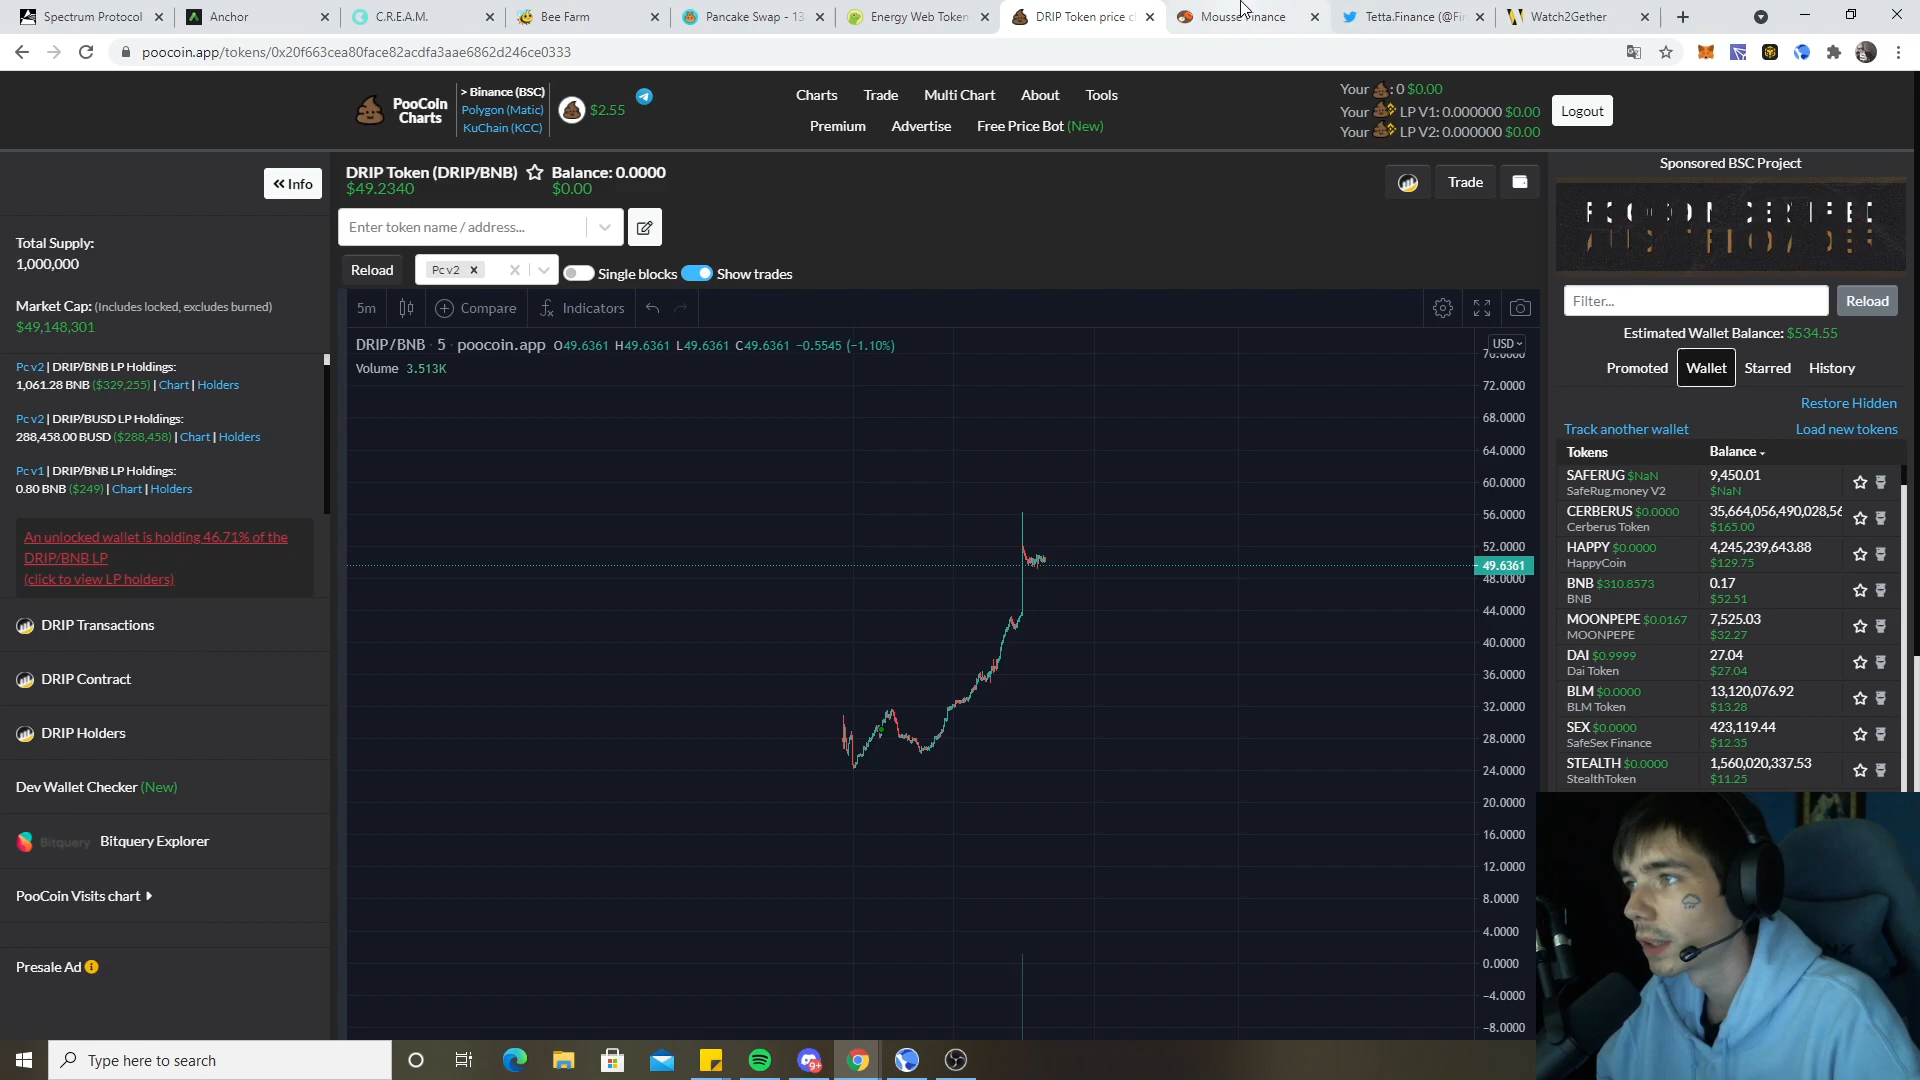 Spectrum Protocol
Anchor
C.R.E.A.M.
Bee Farm
Pancake Swap - 13
Energy Web Token
DRIP Token price c
Mousse Finance
Tetta.Finance (@Fi
Watch2Gether
poocoin.app/tokens/0x20f663cea80face82acdfa3aae6862d246ce0333
PooCoin
Charts
> Binance (BSC)
Polygon (Matic)
KuChain (KCC)
$2.55
Charts Trade Multi Chart About Tools
Premium Advertise Free Price Bot (New)
Your : 0 $0.00
Your LP V1: 0.000000 $0.00
Your LP V2: 0.000000 $0.00
Logout
« Info
Total Supply:
1,000,000
Market Cap: (Includes locked, excludes burned)
$49,148,301
Pc v2 | DRIP/BNB LP Holdings:
1,061.28 BNB ($329,255) | Chart | Holders
Pc v2 | DRIP/BUSD LP Holdings:
288,458.00 BUSD ($288,458) | Chart | Holders
Pc v1 | DRIP/BNB LP Holdings:
0.80 BNB ($249) | Chart | Holders
An unlocked wallet is holding 46.71% of the
DRIP/BNB LP
(click to view LP holders)
DRIP Transactions
DRIP Contract
DRIP Holders
Dev Wallet Checker (New)
Bitquery Bitquery Explorer
PooCoin Visits chart
Presale Ad
DRIP Token (DRIP/BNB) Balance: 0.0000
$49.2340 $0.00
Trade
Enter token name / address...
Reload
Pc v2 ×
Single blocks
Show trades
5m
Compare
Indicators
DRIP/BNB · 5 · poocoin.app O49.6361 H49.6361 L49.6361 C49.6361 −0.5545 (−1.10%)
Volume 3.513K
USD
76.0000
72.0000
68.0000
64.0000
60.0000
56.0000
52.0000
49.6361
48.0000
44.0000
40.0000
36.0000
32.0000
28.0000
24.0000
20.0000
16.0000
12.0000
8.0000
4.0000
0.0000
−4.0000
−8.0000
Sponsored BSC Project
Filter...
Reload
Estimated Wallet Balance: $534.55
Promoted Wallet Starred History
Restore Hidden
Track another wallet Load new tokens
Tokens Balance
SAFERUG $NaN 9,450.01
SafeRug.money V2 $NaN
CERBERUS $0.0000 35,664,056,490,028,56
Cerberus Token $165.00
HAPPY $0.0000 4,245,239,643.88
HappyCoin $129.75
BNB $310.8573 0.17
BNB $52.51
MOONPEPE $0.0167 7,525.03
MOONPEPE $32.27
DAI $0.9999 27.04
Dai Token $27.04
BLM $0.0000 13,120,076.92
BLM Token $13.28
SEX $0.0000 423,119.44
SafeSex Finance $12.35
STEALTH $0.0000 1,560,020,337.53
StealthToken $11.25
Type here to search
9+